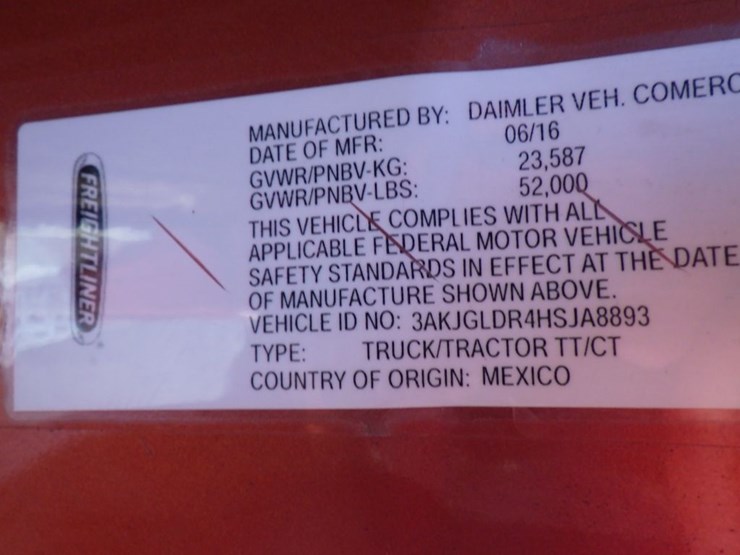 FREIGHTLINER
MANUFACTURED BY: DAIMLER VEH. COMERC
DATE OF MFR: 06/16
GVWR/PNBV-KG: 23,587
GVWR/PNBV-LBS: 52,000
THIS VEHICLE COMPLIES WITH ALL
APPLICABLE FEDERAL MOTOR VEHICLE
SAFETY STANDARDS IN EFFECT AT THE DATE
OF MANUFACTURE SHOWN ABOVE.
VEHICLE ID NO: 3AKJGLDR4HSJA8893
TYPE: TRUCK/TRACTOR TT/CT
COUNTRY OF ORIGIN: MEXICO